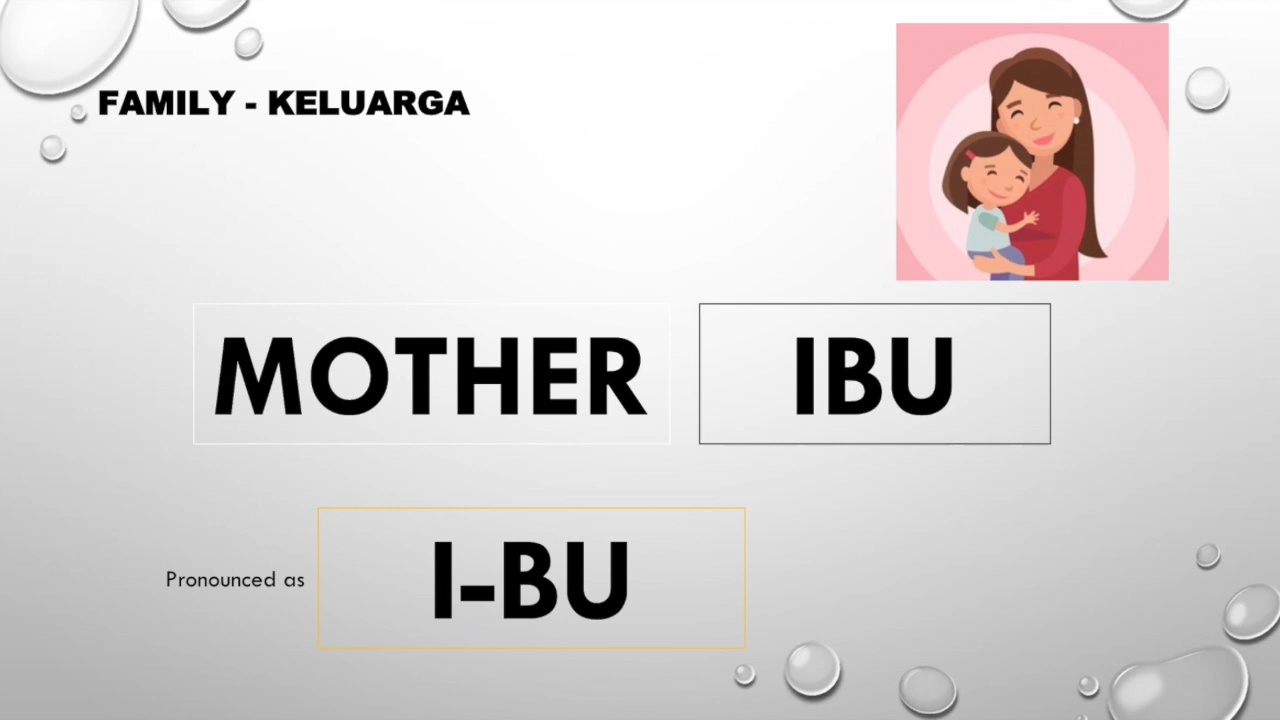 FAMILY - KELUARGA
MOTHER
IBU
Pronounced as
I-BU